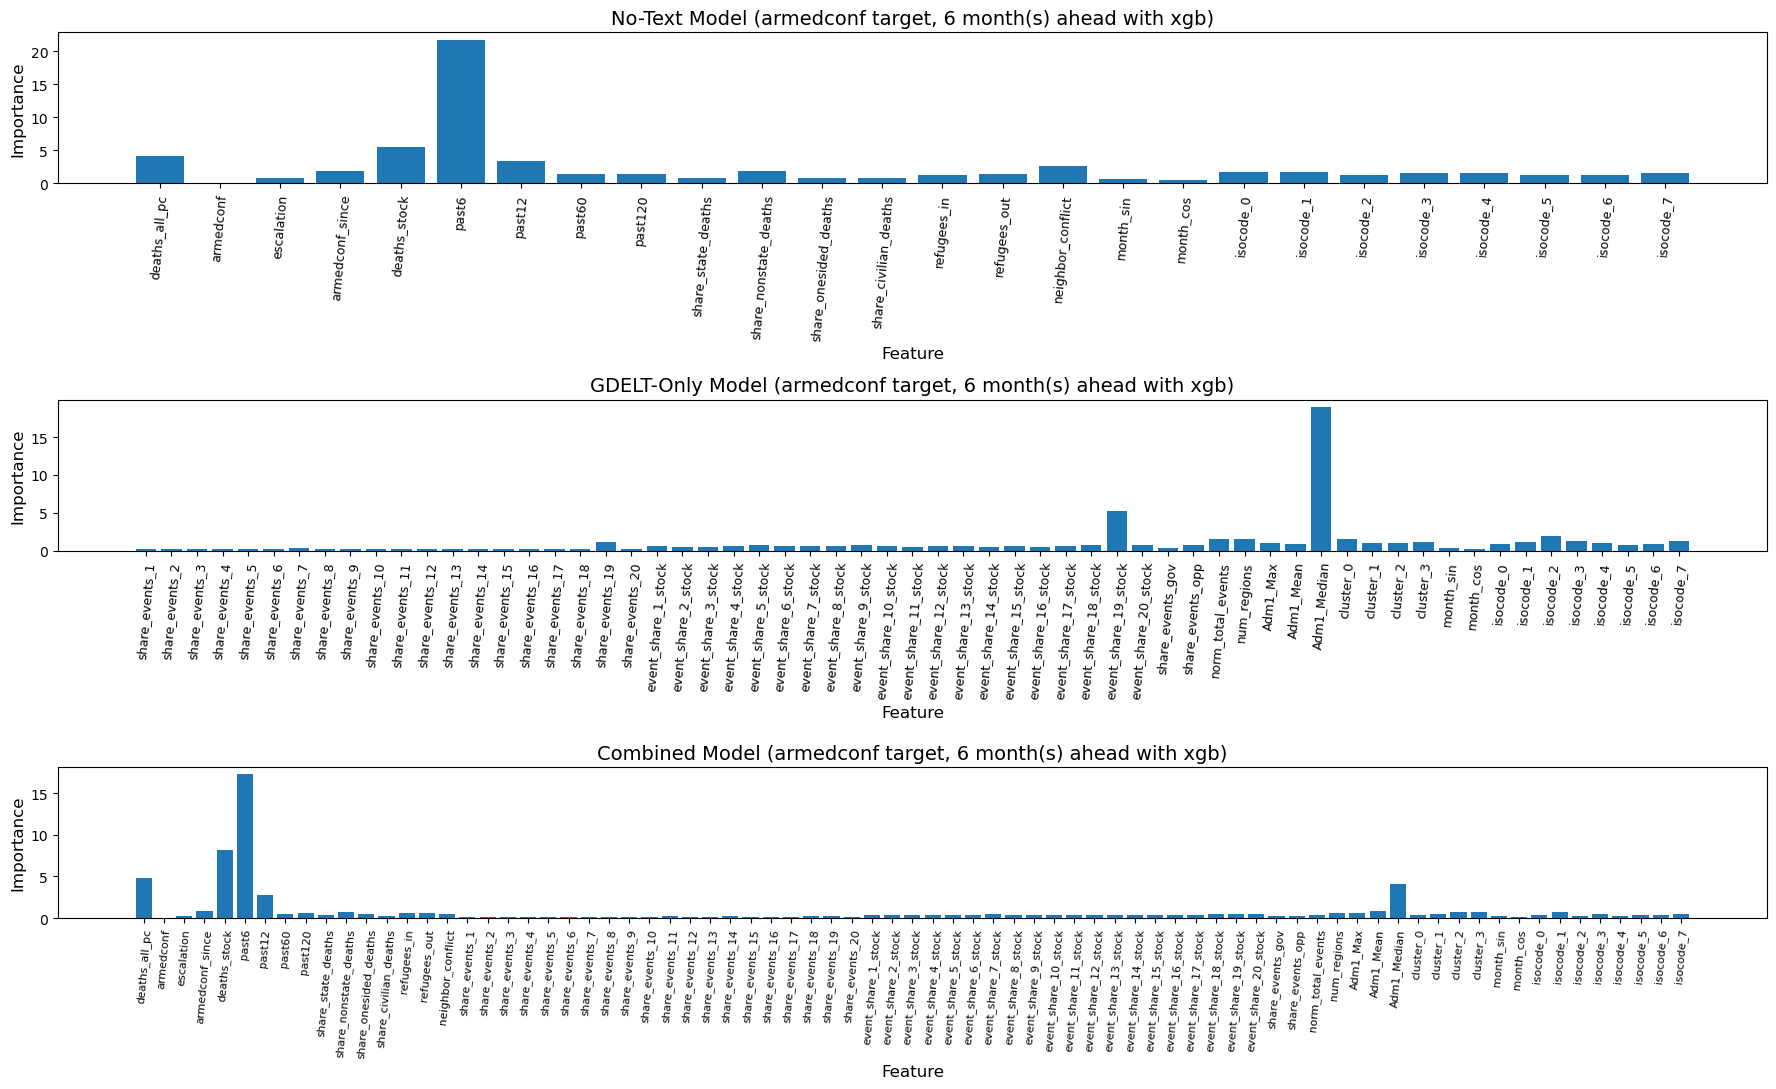 No-Text Model (armedconf target, 6 month(s) ahead with xgb)
Importance
20
15
10
5
0
deaths_all_pc
armedconf
escalation
armedconf_since
deaths_stock
past6
past12
past60
past120
share_state_deaths
share_nonstate_deaths
share_onesided_deaths
share_civilian_deaths
refugees_in
refugees_out
neighbor_conflict
month_sin
month_cos
isocode_0
isocode_1
isocode_2
isocode_3
isocode_4
isocode_5
isocode_6
isocode_7
Feature
GDELT-Only Model (armedconf target, 6 month(s) ahead with xgb)
Importance
15
10
5
0
share_events_1
share_events_2
share_events_3
share_events_4
share_events_5
share_events_6
share_events_7
share_events_8
share_events_9
share_events_10
share_events_11
share_events_12
share_events_13
share_events_14
share_events_15
share_events_16
share_events_17
share_events_18
share_events_19
share_events_20
event_share_1_stock
event_share_2_stock
event_share_3_stock
event_share_4_stock
event_share_5_stock
event_share_6_stock
event_share_7_stock
event_share_8_stock
event_share_9_stock
event_share_10_stock
event_share_11_stock
event_share_12_stock
event_share_13_stock
event_share_14_stock
event_share_15_stock
event_share_16_stock
event_share_17_stock
event_share_18_stock
event_share_19_stock
event_share_20_stock
share_events_gov
share_events_opp
norm_total_events
num_regions
Adm1_Max
Adm1_Mean
Adm1_Median
cluster_0
cluster_1
cluster_2
cluster_3
month_sin
month_cos
isocode_0
isocode_1
isocode_2
isocode_3
isocode_4
isocode_5
isocode_6
isocode_7
Feature
Combined Model (armedconf target, 6 month(s) ahead with xgb)
Importance
15
10
5
0
deaths_all_pc
armedconf
escalation
armedconf_since
deaths_stock
past6
past12
past60
past120
share_state_deaths
share_nonstate_deaths
share_onesided_deaths
share_civilian_deaths
refugees_in
refugees_out
neighbor_conflict
share_events_1
share_events_2
share_events_3
share_events_4
share_events_5
share_events_6
share_events_7
share_events_8
share_events_9
share_events_10
share_events_11
share_events_12
share_events_13
share_events_14
share_events_15
share_events_16
share_events_17
share_events_18
share_events_19
share_events_20
event_share_1_stock
event_share_2_stock
event_share_3_stock
event_share_4_stock
event_share_5_stock
event_share_6_stock
event_share_7_stock
event_share_8_stock
event_share_9_stock
event_share_10_stock
event_share_11_stock
event_share_12_stock
event_share_13_stock
event_share_14_stock
event_share_15_stock
event_share_16_stock
event_share_17_stock
event_share_18_stock
event_share_19_stock
event_share_20_stock
share_events_gov
share_events_opp
norm_total_events
num_regions
Adm1_Max
Adm1_Mean
Adm1_Median
cluster_0
cluster_1
cluster_2
cluster_3
month_sin
month_cos
isocode_0
isocode_1
isocode_2
isocode_3
isocode_4
isocode_5
isocode_6
isocode_7
Feature